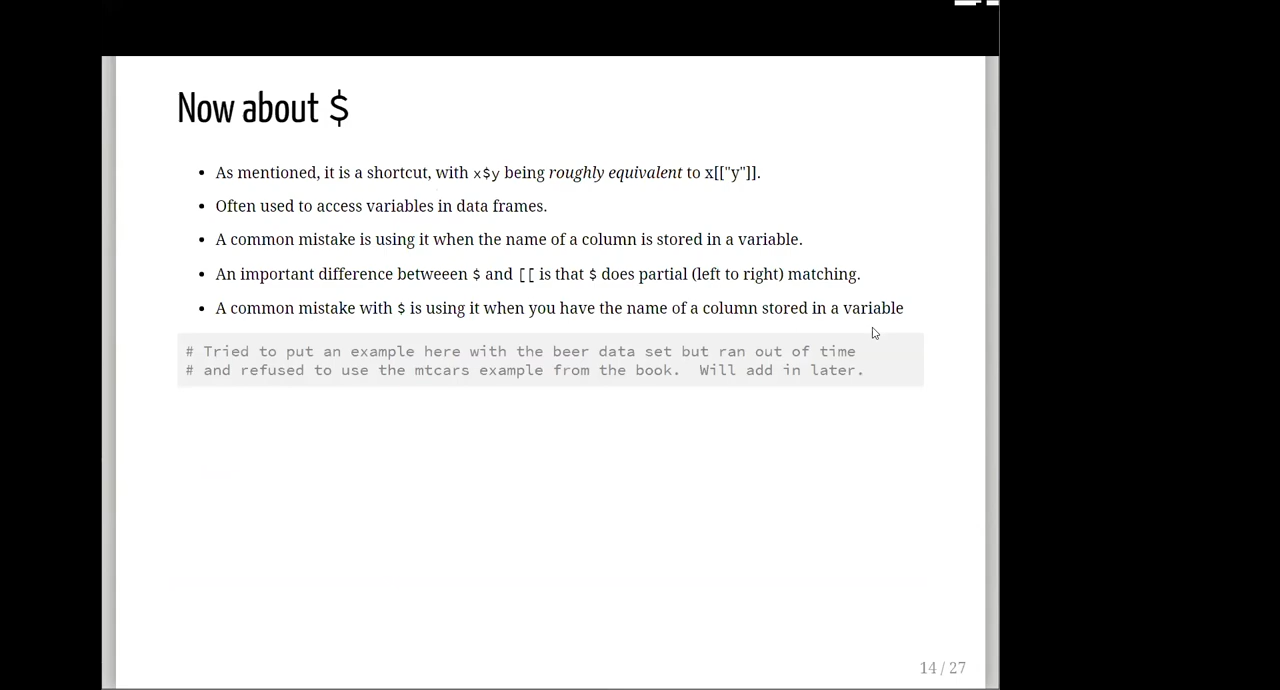 Now about $
• As mentioned, it is a shortcut, with x$y being roughly equivalent to x[["y"]].
• Often used to access variables in data frames.
• A common mistake is using it when the name of a column is stored in a variable.
• An important difference betweeen $ and [[ is that $ does partial (left to right) matching.
• A common mistake with $ is using it when you have the name of a column stored in a variable
# Tried to put an example here with the beer data set but ran out of time
# and refused to use the mtcars example from the book.  Will add in later.
14 / 27